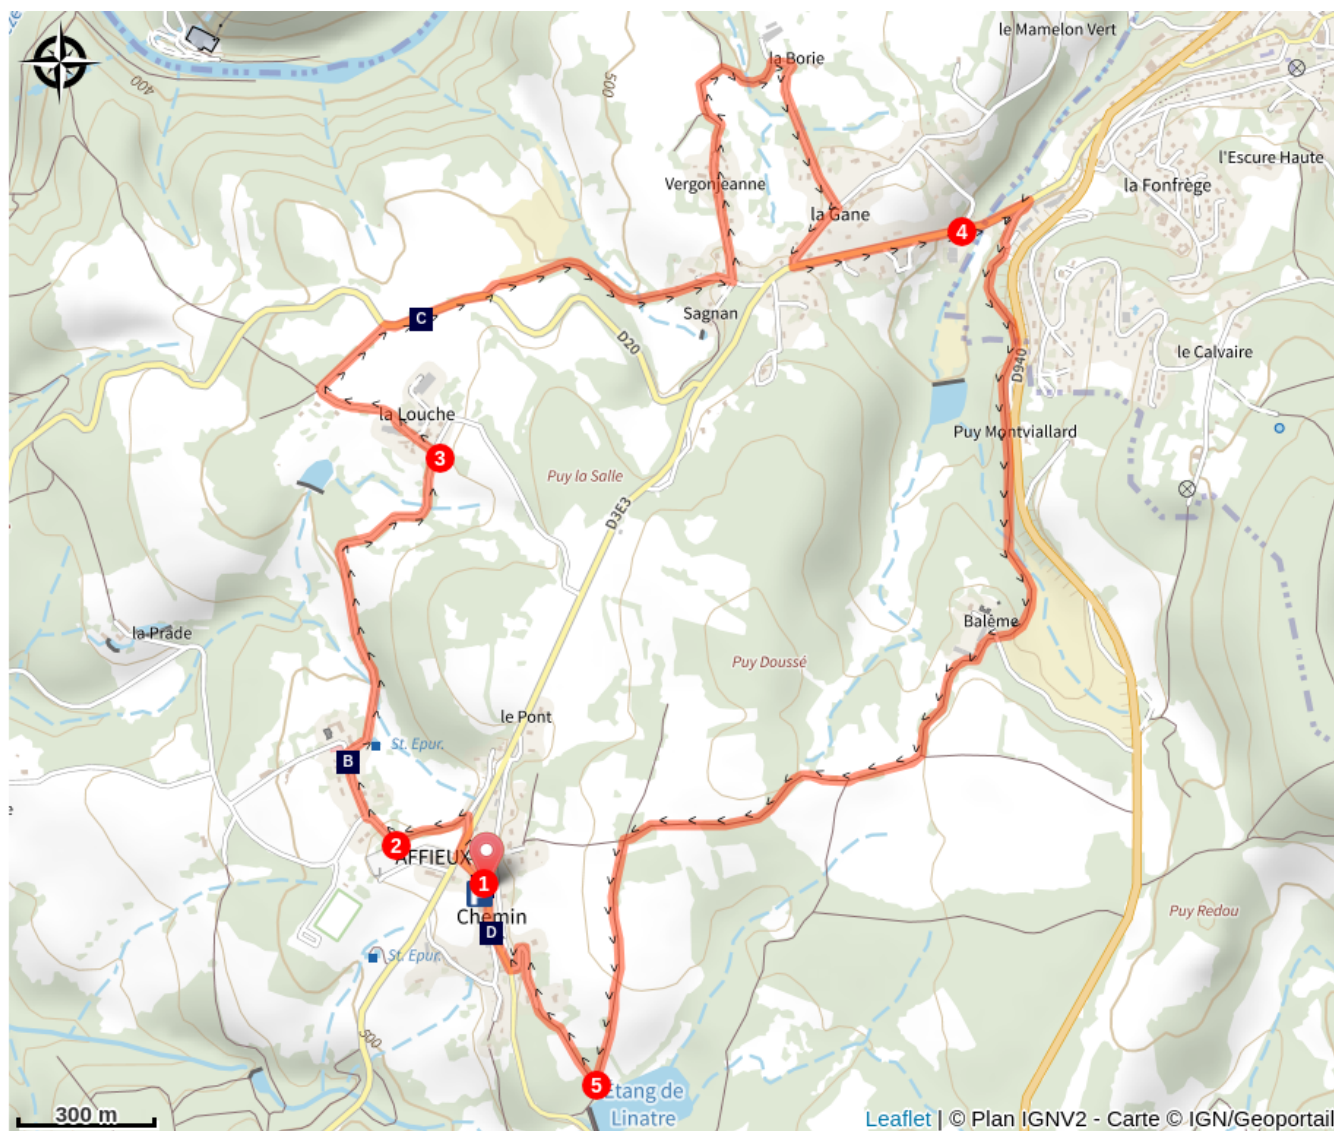 le Mamelon Vert
la Borie
500
400
l'Escure Haute
la Fonfrège
Vergonjeanne
la Gane
4
Sagnan
C
D20
le Calvaire
D940
la Louche
Puy Montviallard
3
Puy la Salle
D3E3
Balème
la Prade
Puy Doussé
le Pont
St. Epur.
B
2
AFFIEUX
1
Chemin
Puy Redou
D
St. Epur.
500
5
Etang de
Linatre
300 m
Leaflet | © Plan IGNV2 - Carte © IGN/Geoportail